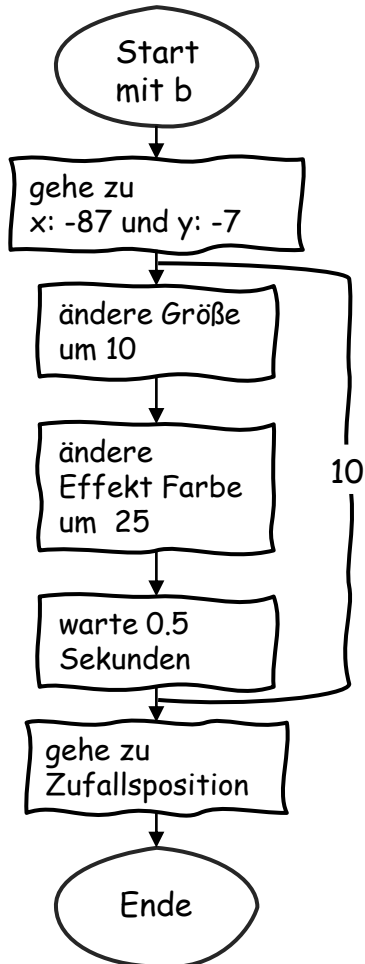 Start
mit b
gehe zu
x: -87 und y: -7
ändere Größe
um 10
ändere
Effekt Farbe
um 25
10
warte 0.5
Sekunden
gehe zu
Zufallsposition
Ende